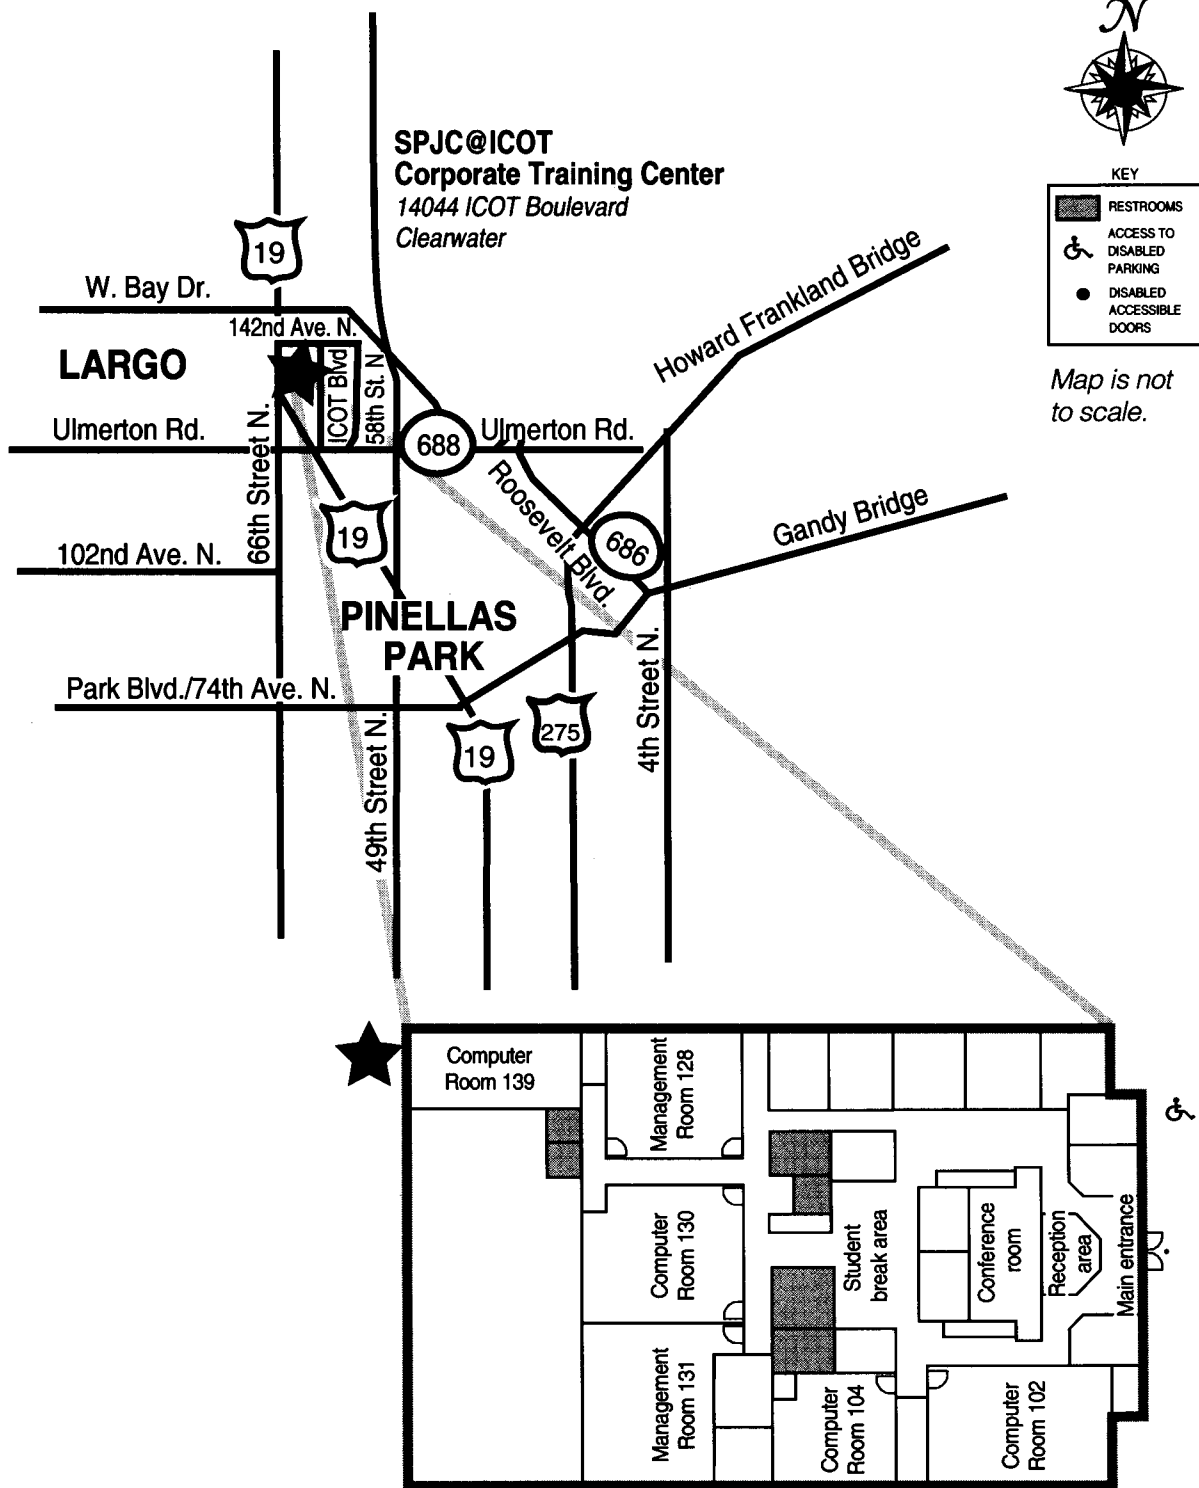 N
SPJC@ICOT
Corporate Training Center
14044 ICOT Boulevard
Clearwater
KEY
RESTROOMS
ACCESS TO
DISABLED
PARKING
DISABLED
ACCESSIBLE
DOORS
Map is not
to scale.
19
W. Bay Dr.
142nd Ave. N.
LARGO
ICOT Blvd
58th St. N
Howard Frankland Bridge
Ulmerton Rd.
688
Ulmerton Rd.
66th Street N.
19
Roosevelt Blvd.
686
Gandy Bridge
102nd Ave. N.
PINELLAS
PARK
Park Blvd./74th Ave. N.
49th Street N.
19
275
4th Street N.
Computer
Room 139
Management
Room 128
Computer
Room 130
Management
Room 131
Student
break area
Conference
room
Reception
area
Main entrance
Computer
Room 104
Computer
Room 102